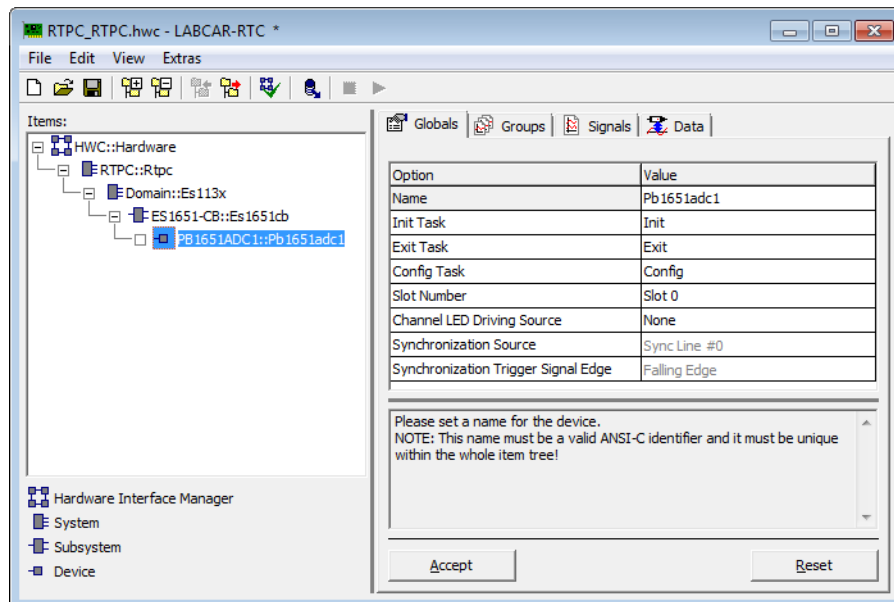 RTPC_RTPC.hwc - LABCAR-RTC *
File Edit View Extras
Items:
HWC::Hardware
RTPC::Rtpc
Domain::Es113x
ES1651-CB::Es1651cb
PB1651ADC1::Pb1651adc1
Hardware Interface Manager
System
Subsystem
Device
Globals Groups Signals Data
Option Value
Name Pb1651adc1
Init Task Init
Exit Task Exit
Config Task Config
Slot Number Slot 0
Channel LED Driving Source None
Synchronization Source Sync Line #0
Synchronization Trigger Signal Edge Falling Edge
Please set a name for the device.
NOTE: This name must be a valid ANSI-C identifier and it must be unique
within the whole item tree!
Accept Reset